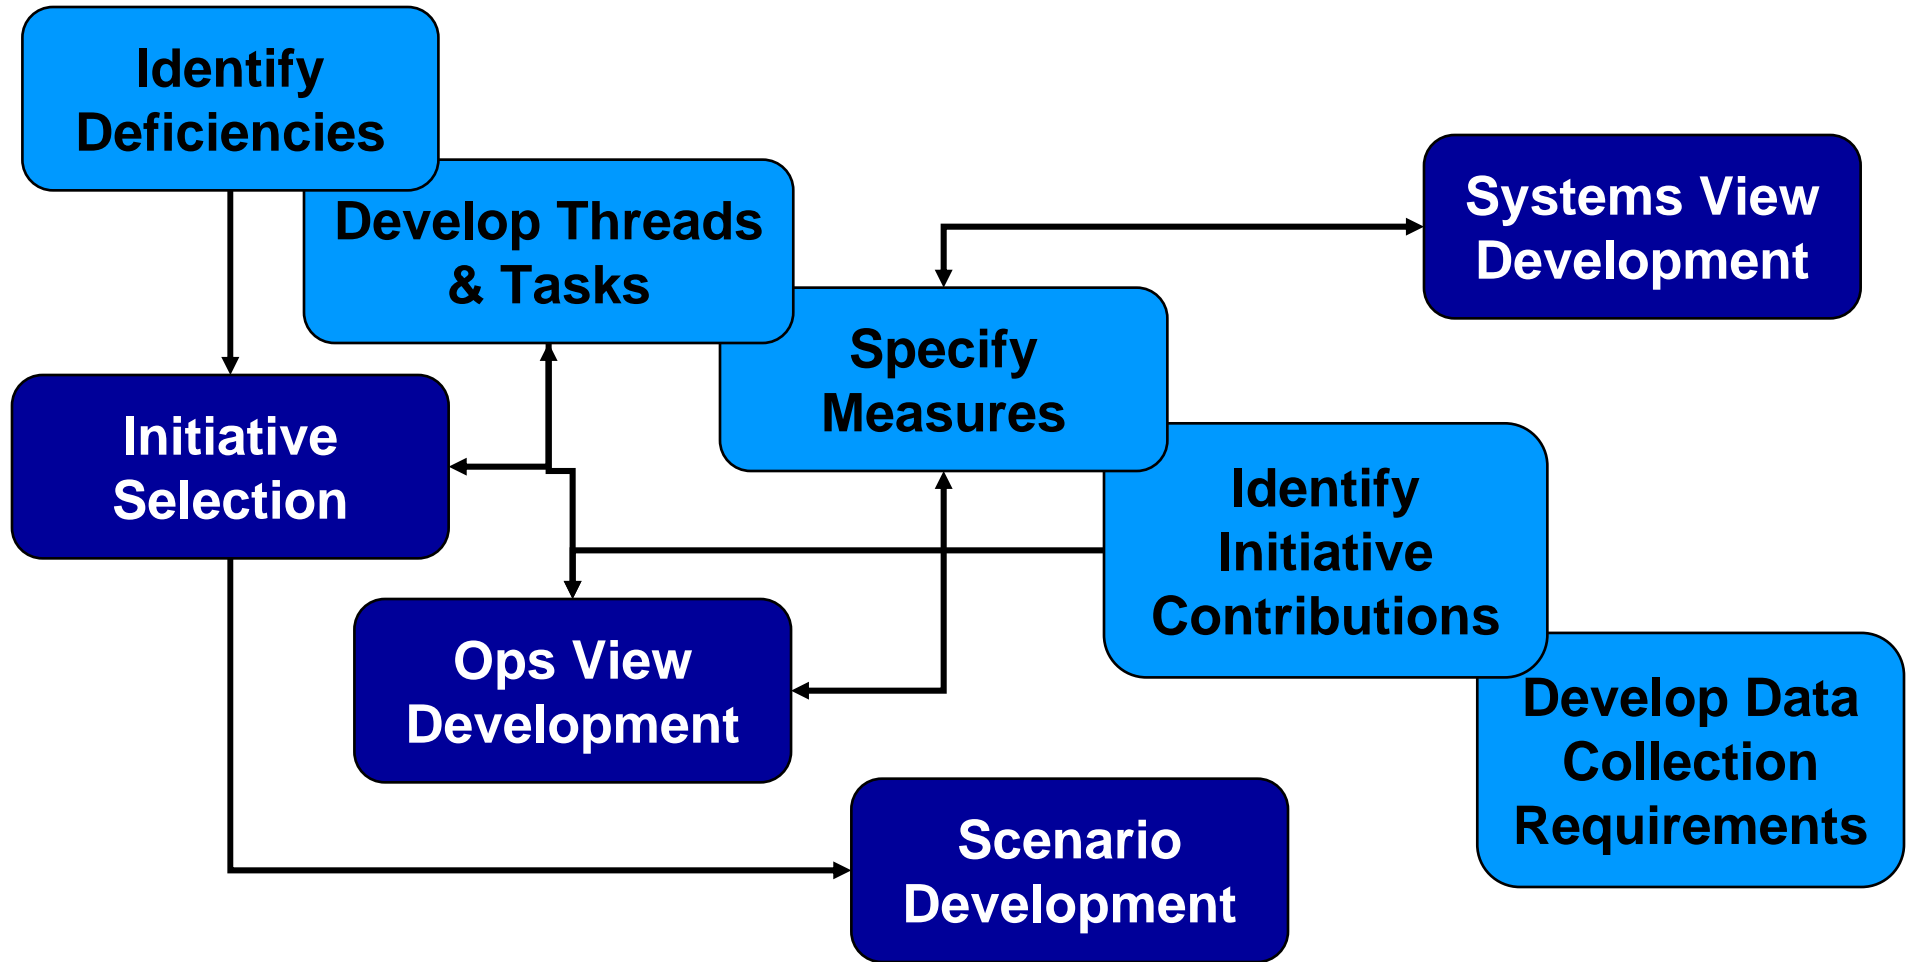 Identify
Deficiencies
Develop Threads
& Tasks
Systems View
Development
Specify
Measures
Initiative
Selection
Identify
Initiative
Contributions
Ops View
Development
Develop Data
Collection
Requirements
Scenario
Development